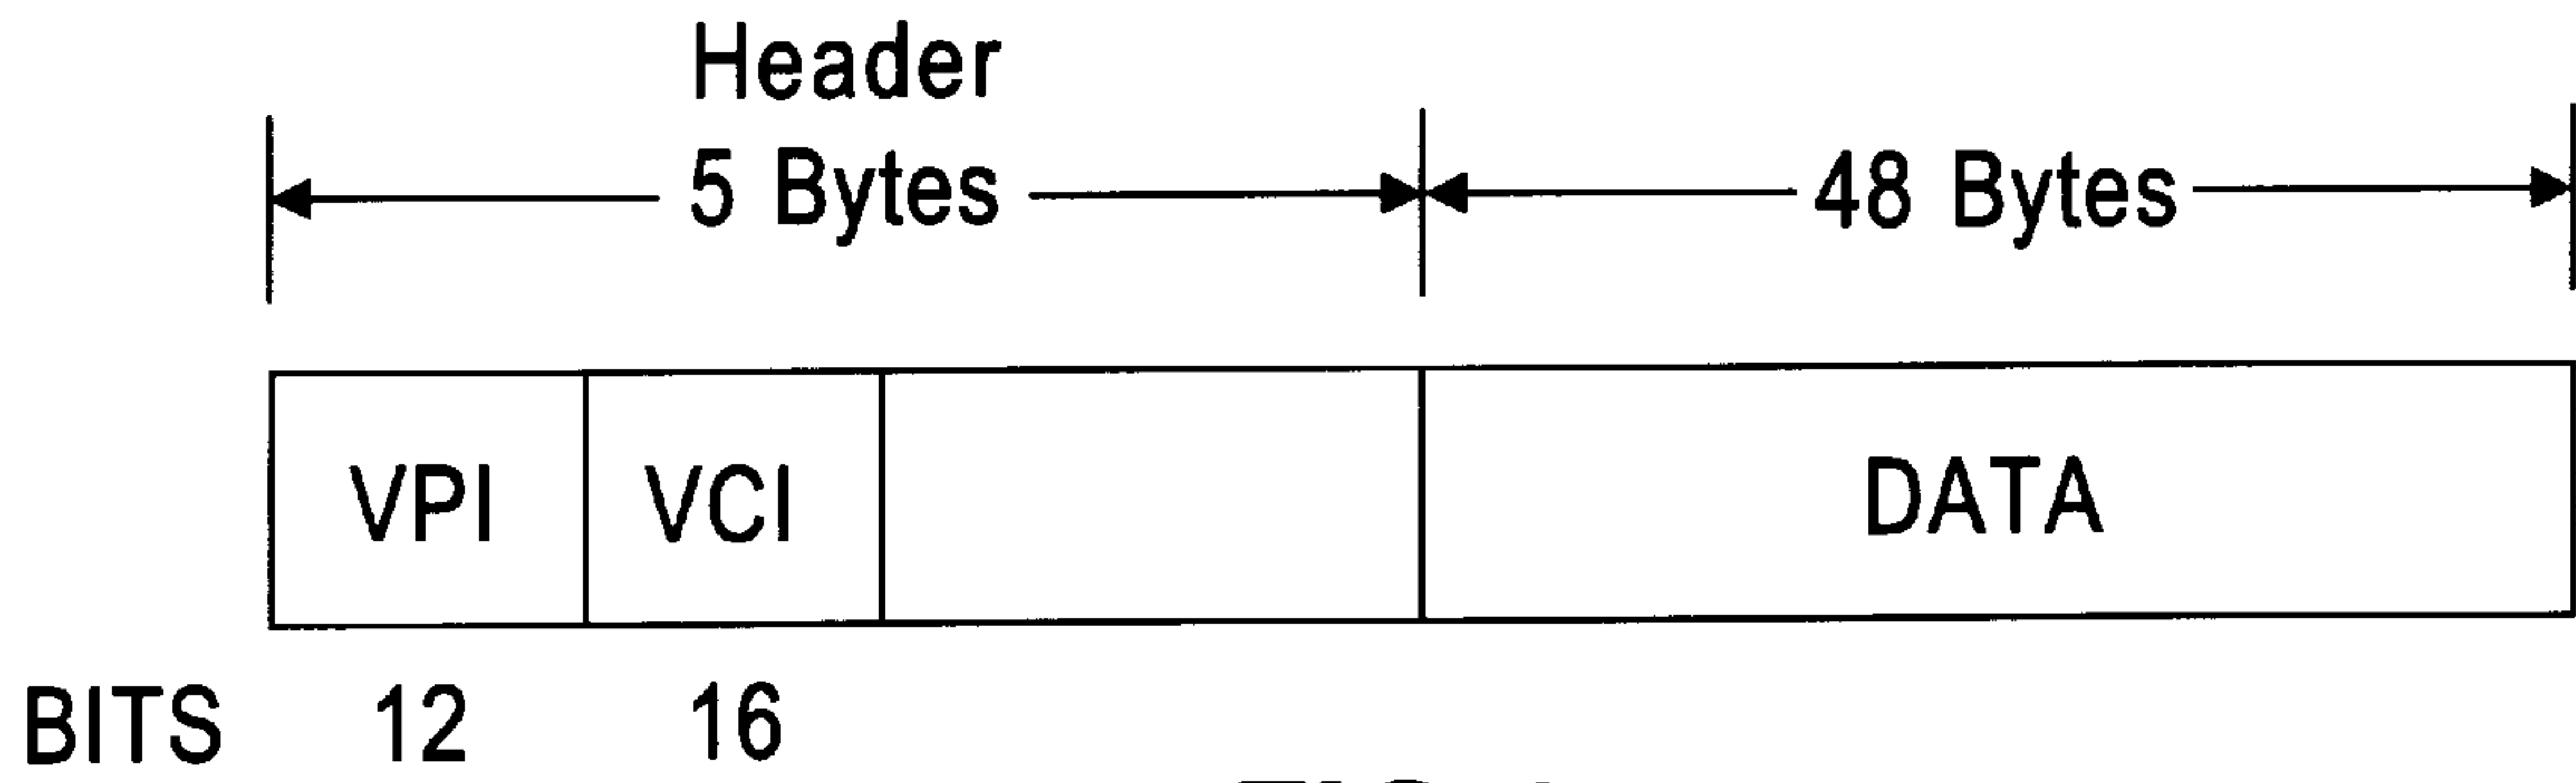 Header
5 Bytes 48 Bytes
VPI VCI DATA
BITS 12 16